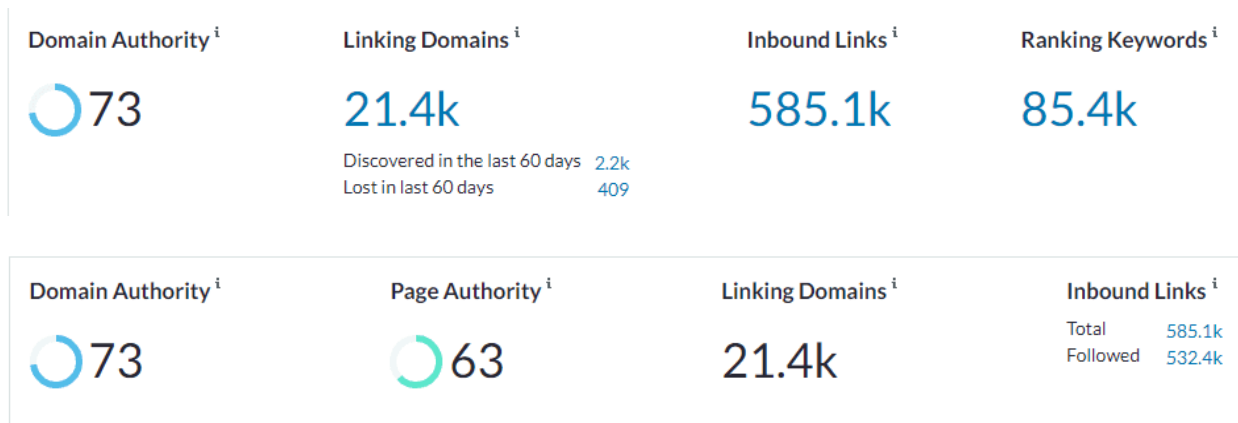 Domain Authority i Linking Domains i Inbound Links i Ranking Keywords i
73 21.4k 585.1k 85.4k
Discovered in the last 60 days 2.2k
Lost in last 60 days 409
Domain Authority i Page Authority i Linking Domains i Inbound Links i
73 63 21.4k
Total 585.1k
Followed 532.4k